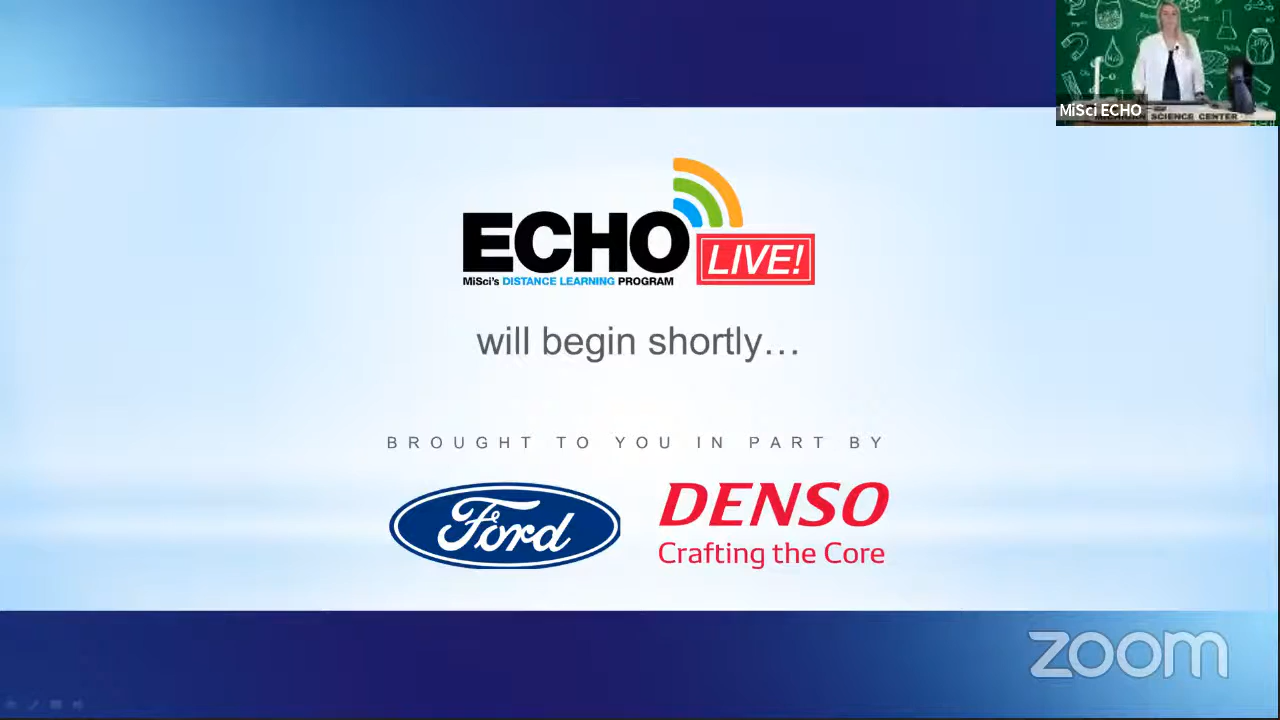 MiSci ECHO
SCIENCE CENTER
ECHO
LIVE!
MiSci's DISTANCE LEARNING PROGRAM
will begin shortly…
BROUGHT TO YOU IN PART BY
Ford
DENSO
Crafting the Core
zoom